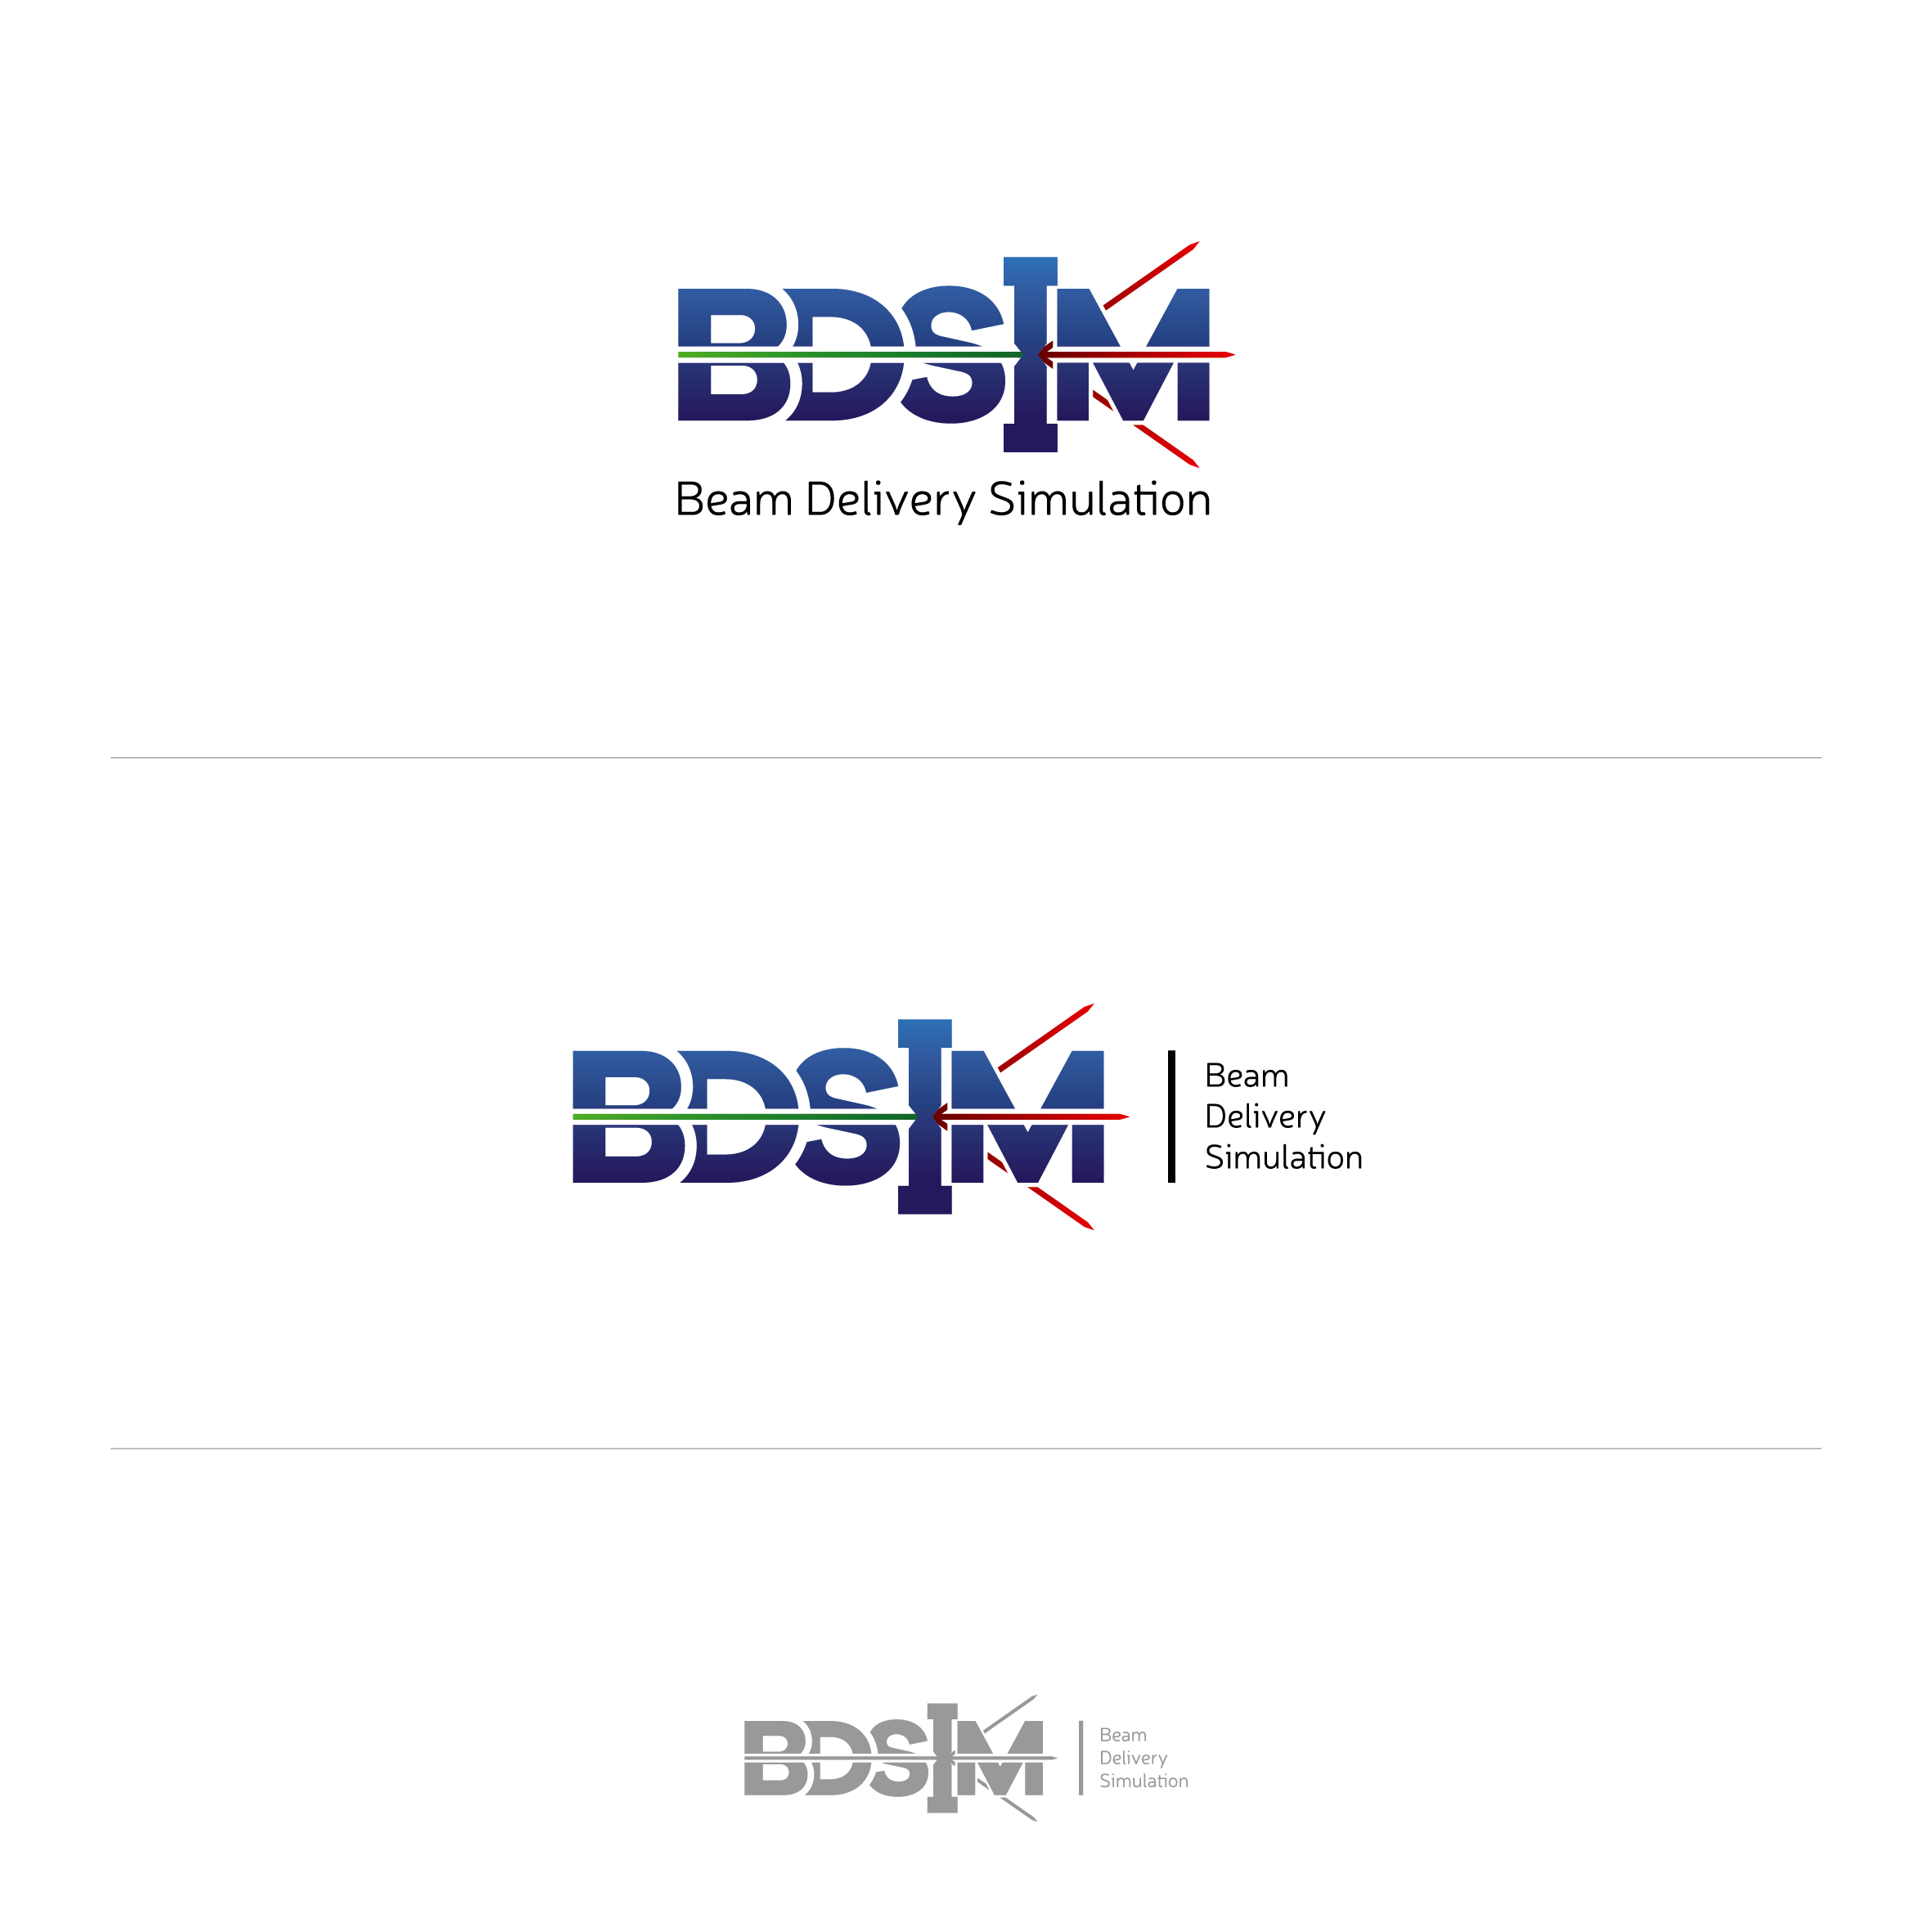 BDSIM
Beam Delivery Simulation
BDSIM
Beam
Delivery
Simulation
BDSIM
Beam
Delivery
Simulation